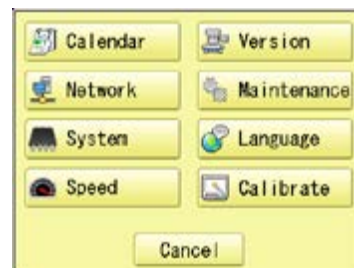 Calendar
Version
Network
Maintenance
System
Language
Speed
Calibrate
Cancel